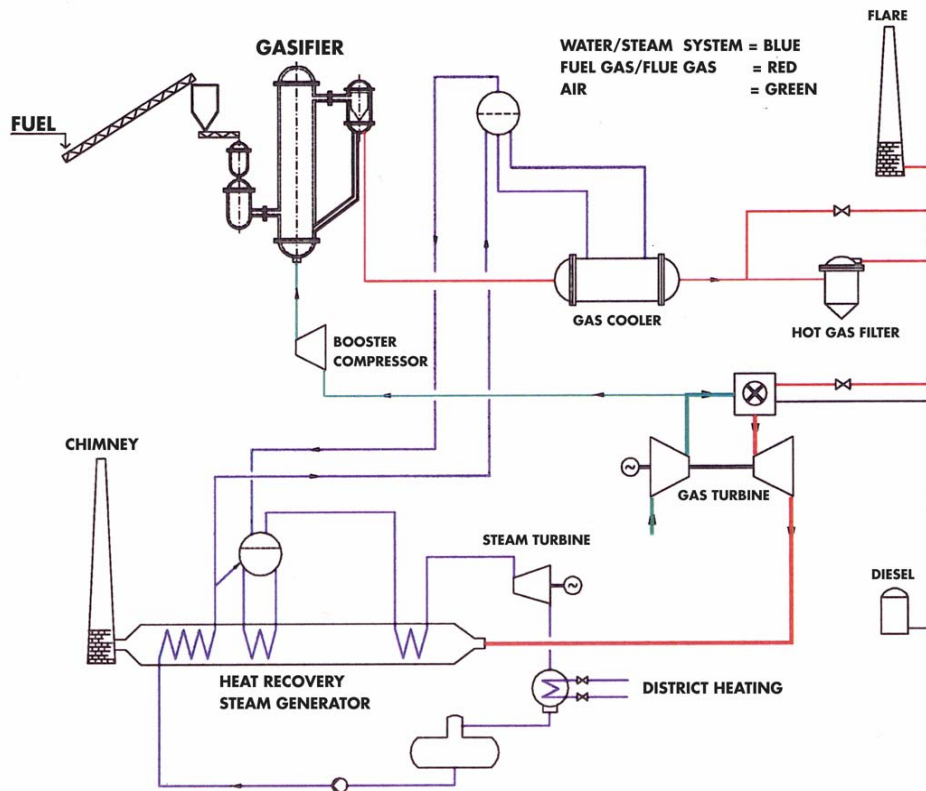 FLARE
GASIFIER
WATER/STEAM SYSTEM = BLUE
FUEL GAS/FLUE GAS = RED
AIR = GREEN
FUEL
GAS COOLER
HOT GAS FILTER
BOOSTER
COMPRESSOR
CHIMNEY
GAS TURBINE
STEAM TURBINE
DIESEL
HEAT RECOVERY
STEAM GENERATOR
DISTRICT HEATING